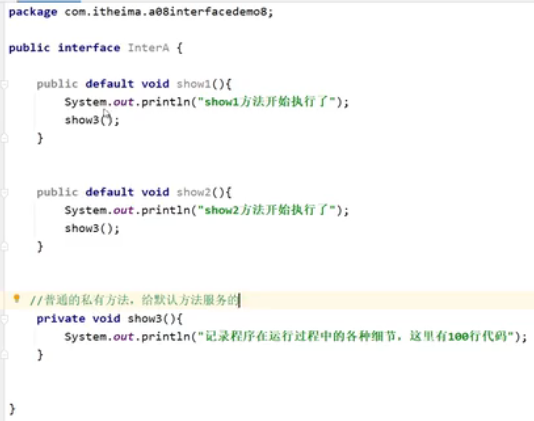 package com.itheima.a08interfacedemo8;
public interface InterA {
public default void show1(){
System.out.println("show1方法开始执行了");
show3();
}
public default void show2(){
System.out.println("show2方法开始执行了");
show3();
}
//普通的私有方法，给默认方法服务的
private void show3(){
System.out.println("记录程序在运行过程中的各种细节，这里有100行代码");
}
}